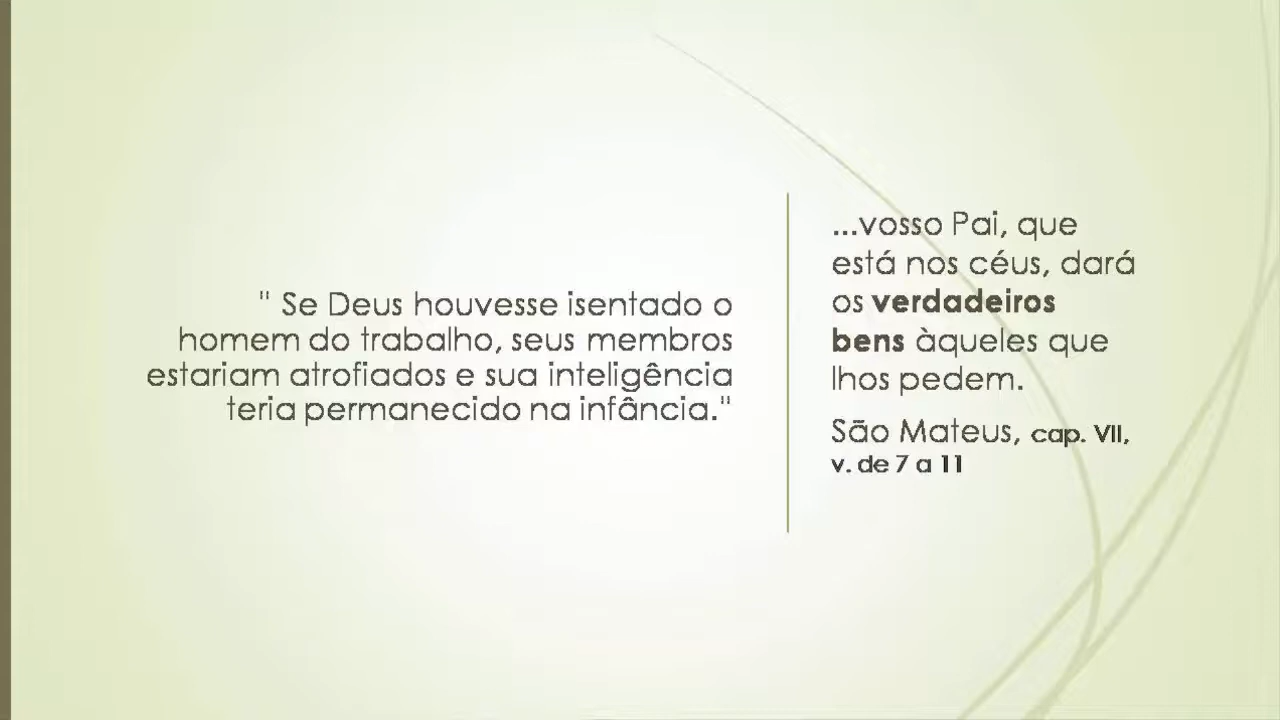 " Se Deus houvesse isentado o
homem do trabalho, seus membros
estariam atrofiados e sua inteligência
teria permanecido na infância."
...vosso Pai, que
está nos céus, dará
os verdadeiros
bens àqueles que
lhos pedem.
São Mateus, cap. VII,
v. de 7 a 11